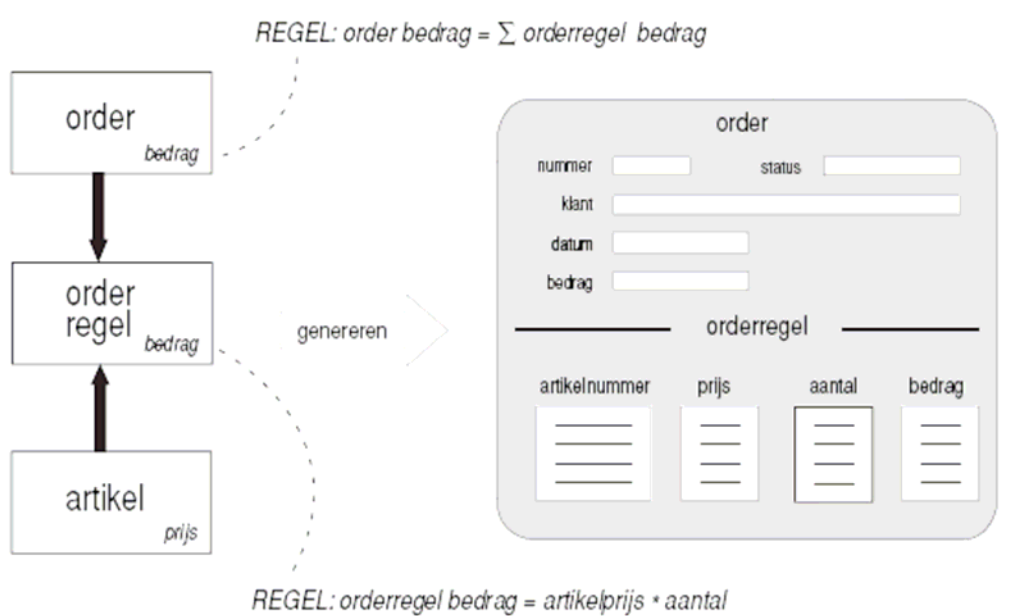 REGEL: order bedrag = ∑ orderregel bedrag
order
bedrag
order
regel
bedrag
artikel
prijs
genereren
order
nummer
status
klant
datum
bedrag
orderregel
artikelnummer prijs aantal bedrag
REGEL: orderregel bedrag = artikelprijs * aantal